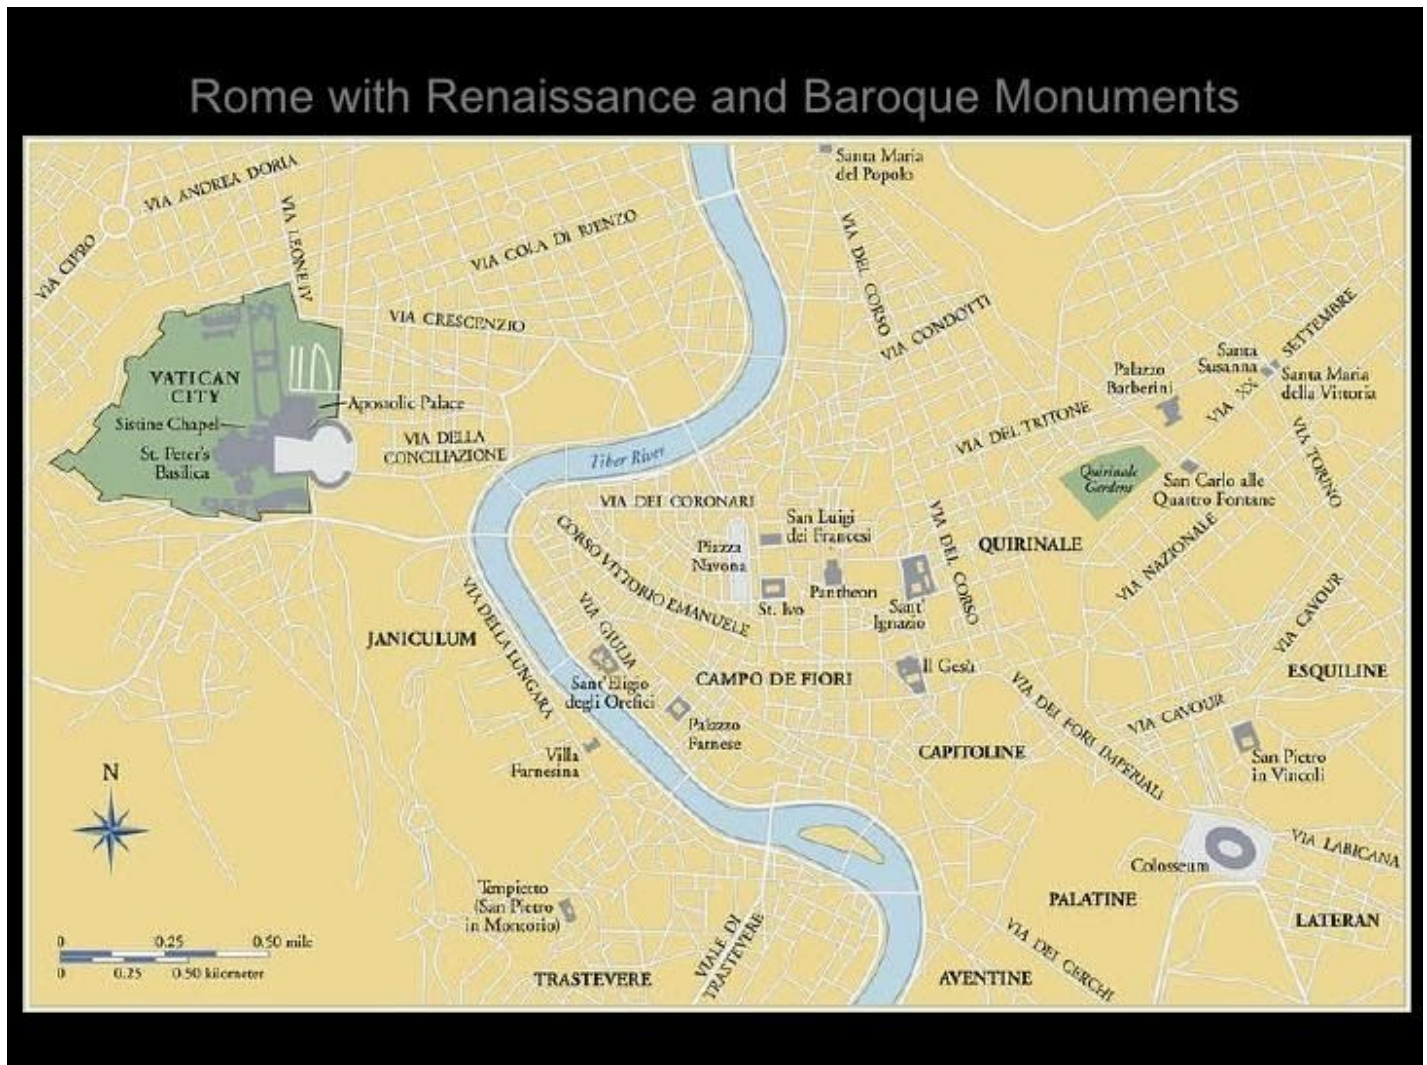 Rome with Renaissance and Baroque Monuments
Santa Maria
del Popolo
VIA ANDREA DORIA
VIA LEONE IV
VIA CIPRO
VIA COLA DI RIENZO
VIA DEL CORSO
VIA CRESCENZIO
VIA CONDOTTI
SETTEMBRE
VIA XX
Santa
Susanna
Palazzo
Barberini
Santa Maria
della Vittoria
VATICAN
CITY
Apostolic Palace
Sistine Chapel
St. Peter's
Basilica
VIA DELLA
CONCILIAZIONE
VIA DEL TRITONE
VIA TORINO
Tiber River
Quirinale
Gardens
San Carlo alle
Quattro Fontane
VIA DEI CORONARI
San Luigi
dei Francesi
VIA DEL CORSO
QUIRINALE
CORSO VITTORIO EMANUELE
Piazza
Navona
VIA NAZIONALE
Pantheon
St. Ivo
Sant'
Ignazio
VIA CAVOUR
VIA DELLA LUNGARA
VIA GIULIA
JANICULUM
Il Gesù
ESQUILINE
Sant'Eligio
degli Orefici
CAMPO DE FIORI
VIA DEI FORI IMPERIALI
VIA CAVOUR
Palazzo
Farnese
CAPITOLINE
Villa
Farnesina
San Pietro
in Vincoli
N
VIA LABICANA
Colosseum
Tempietto
(San Pietro
in Montorio)
PALATINE
LATERAN
VIALE DI
TRASTEVERE
VIA DEI CERCHI
0 0.25 0.50 mile
0 0.25 0.50 kilometer
TRASTEVERE
AVENTINE